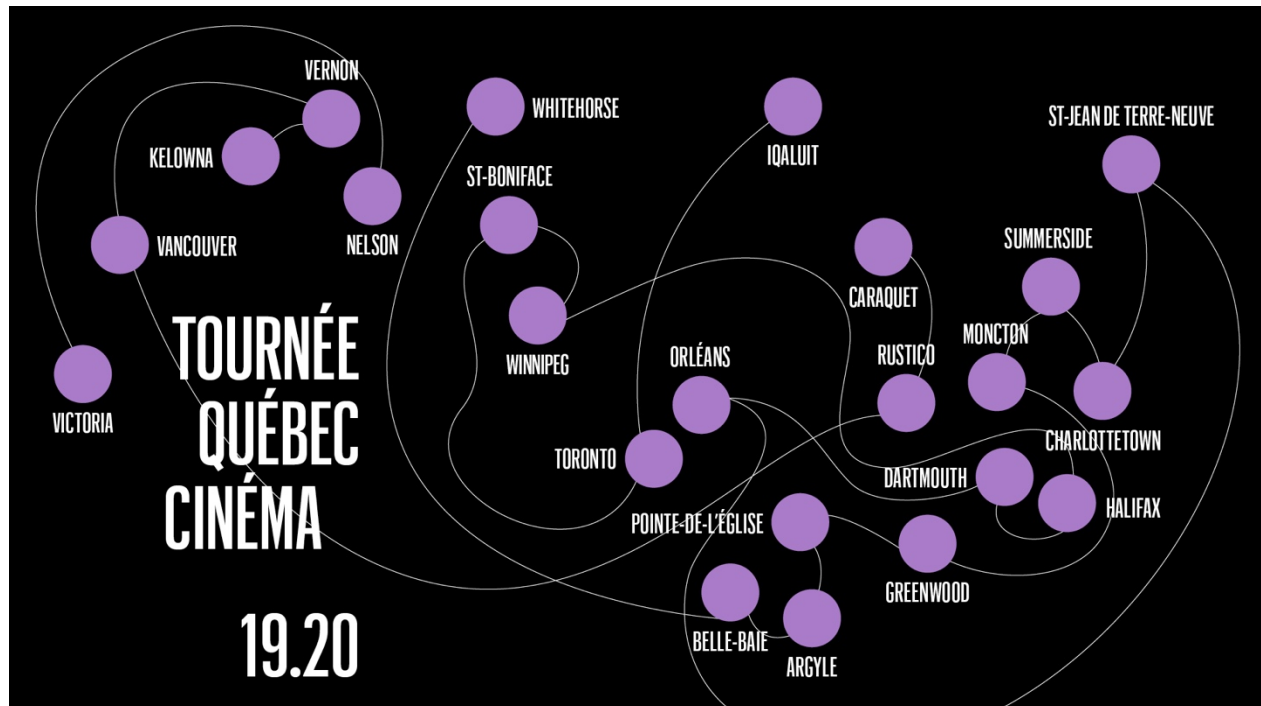 VERNON
WHITEHORSE
ST-JEAN DE TERRE-NEUVE
KELOWNA
IQALUIT
ST-BONIFACE
VANCOUVER
NELSON
SUMMERSIDE
CARAQUET
MONCTON
WINNIPEG
ORLÉANS
RUSTICO
VICTORIA
CHARLOTTETOWN
TORONTO
DARTMOUTH
HALIFAX
POINTE-DE-L'ÉGLISE
GREENWOOD
BELLE-BAIE
ARGYLE
TOURNÉE
QUÉBEC
CINÉMA
19.20